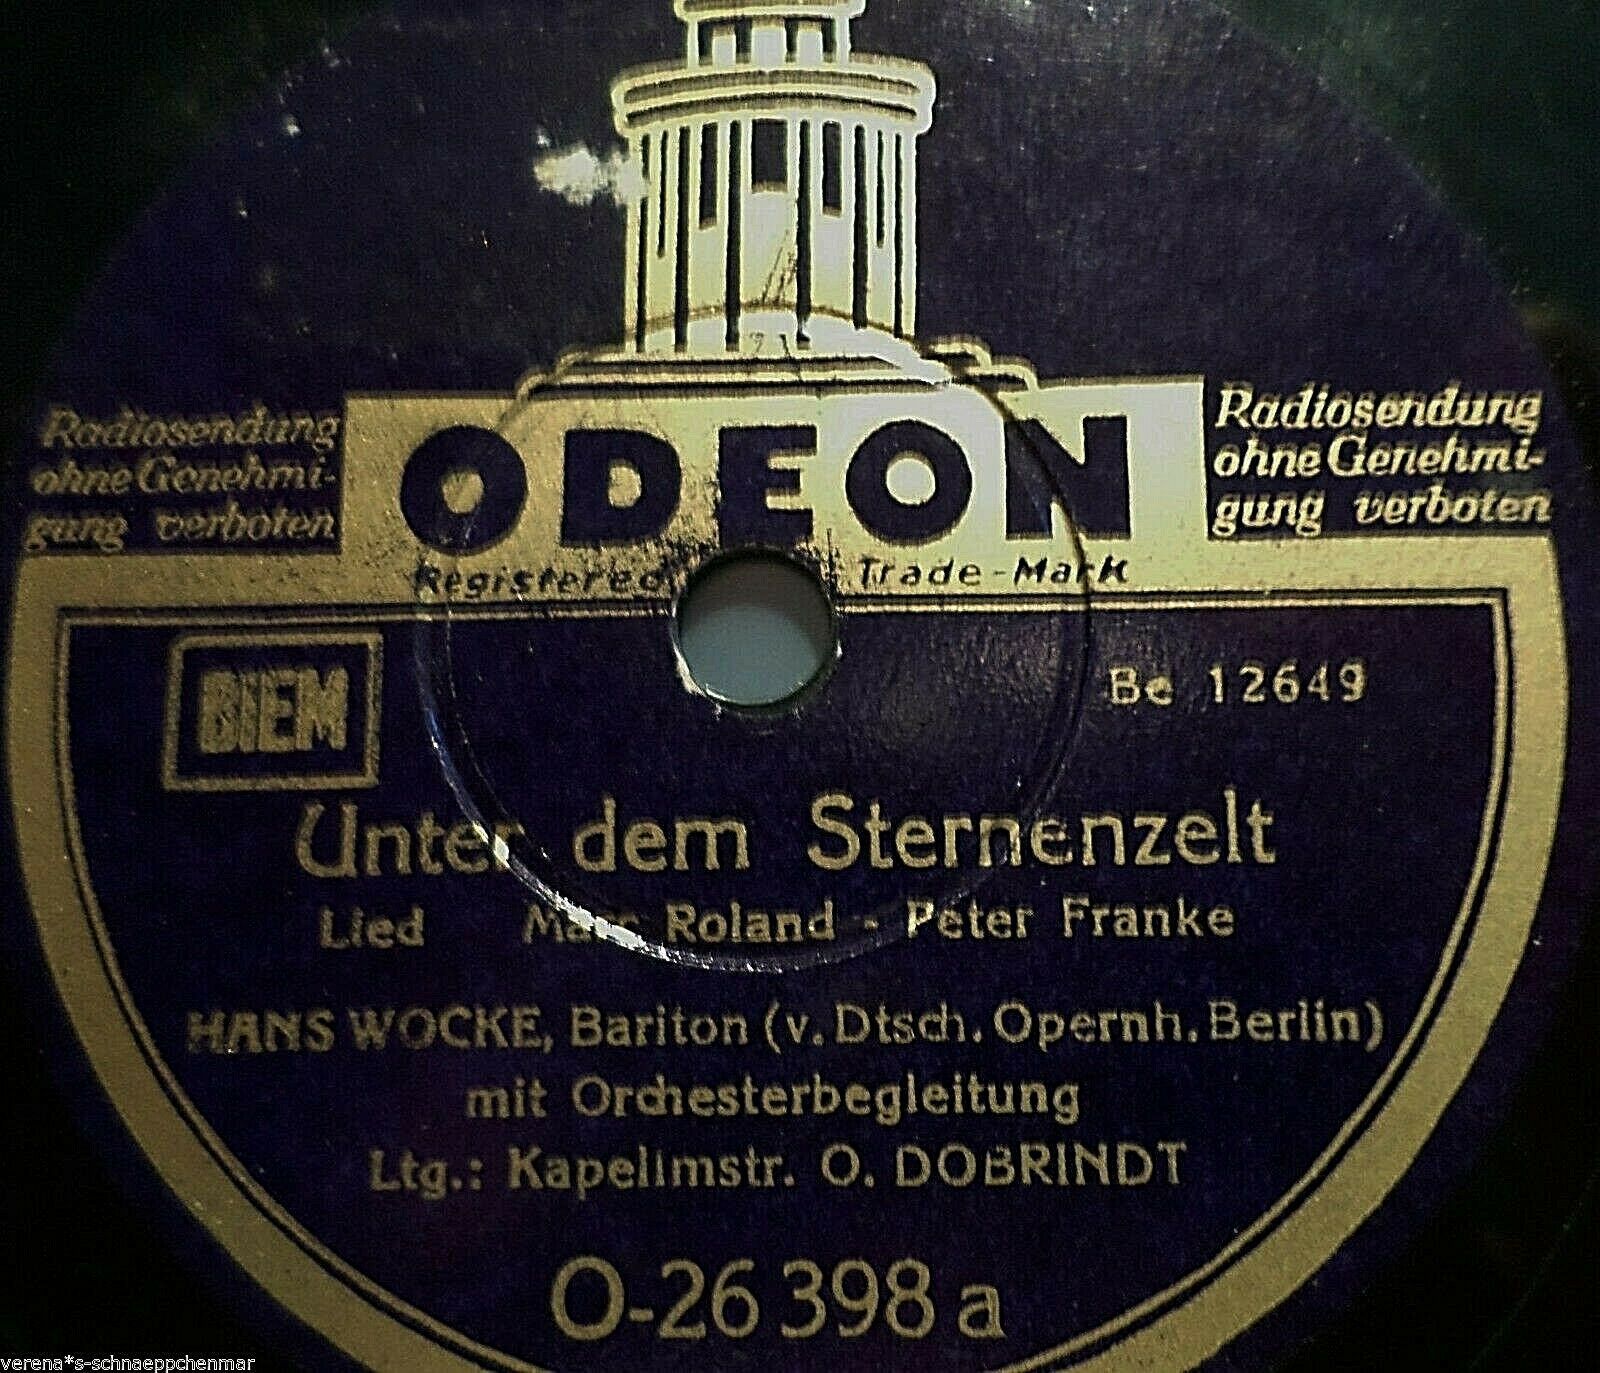 Radiosendung
ohne Genehmi-
gung verboten
ODEON
Registered Trade-Mark
Radiosendung
ohne Genehmi-
gung verboten
BIEM
Be 12649
Unter dem Sternenzelt
Lied Marc Roland - Peter Franke
HANS WOCKE, Bariton (v. Dtsch. Opernh. Berlin)
mit Orchesterbegleitung
Ltg.: Kapellmstr. O. DOBRINDT
O-26 398 a
verena*s-schnaeppchenmar